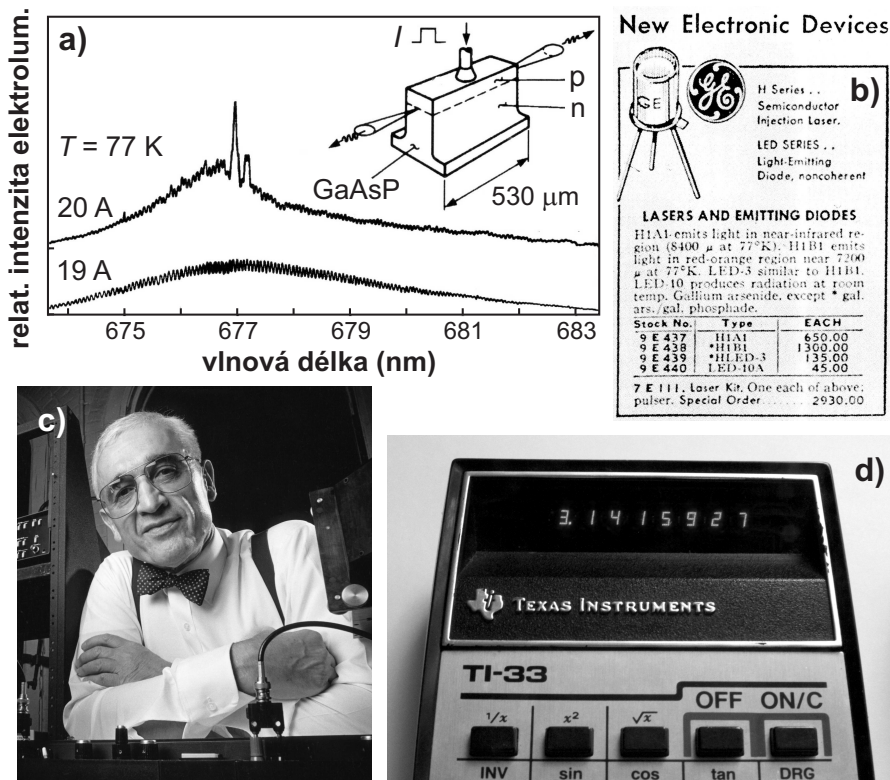 a)
relat. intenzita elektrolum.
I
p
n
T = 77 K
GaAsP
530 µm
20 A
19 A
675
677
679
681
683
vlnová délka (nm)
New Electronic Devices
b)
GE
GE
H Series . .
Semiconductor
Injection Laser.
LED SERIES . .
Light-Emitting
Diode, noncoherent
LASERS AND EMITTING DIODES
H1A1 emits light in near-infrared re-
gion (8400 µ at 77°K). H1B1 emits
light in red-orange region near 7200
µ at 77°K. LED-3 similar to H1B1.
LED-10 produces radiation at room
temp. Gallium arsenide, except * gal.
ars./gal. phosphade.
Stock No. Type EACH
9 E 437 H1A1 650.00
9 E 438 *H1B1 1300.00
9 E 439 *HLED-3 135.00
9 E 440 LED-10A 45.00
7 E 111. Laser Kit. One each of above;
pulser. Special Order....... 2930.00
c)
d)
3.1415927
TEXAS INSTRUMENTS
TI-33
OFF ON/C
1/x x² √x
INV sin cos tan DRG